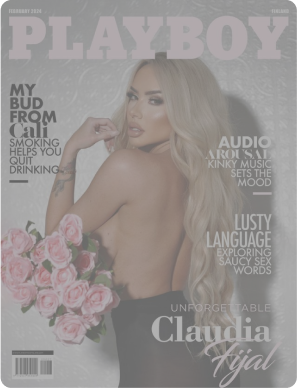 PLAYBOY
MY
BUD
FROM
Cali
SMOKING
HELPS YOU
QUIT
DRINKING
AUDIO
AROUSAL
KINKY MUSIC
SETS THE
MOOD
LUSTY
LANGUAGE
EXPLORING
SAUCY SEX
WORDS
UNFORGETTABLE
Claudia
Fijal